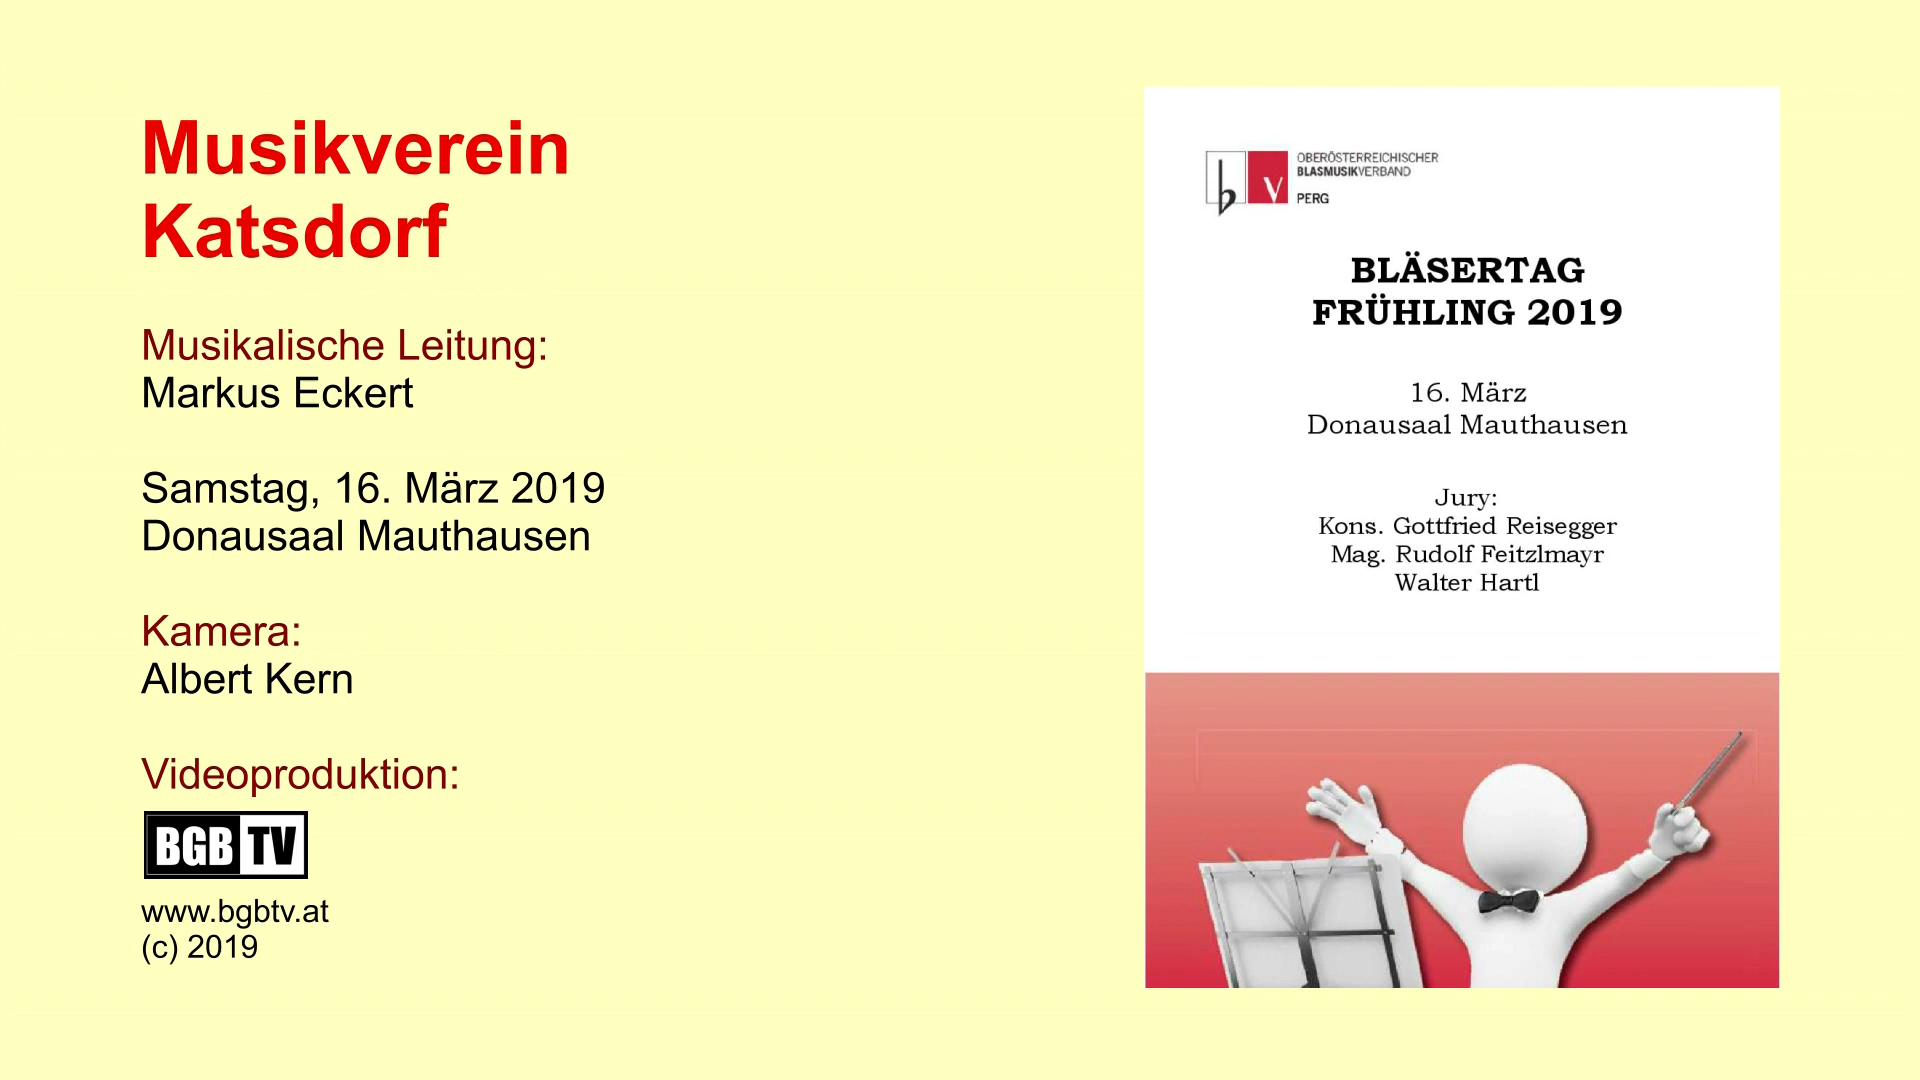 Musikverein
Katsdorf
Musikalische Leitung:
Markus Eckert
Samstag, 16. März 2019
Donausaal Mauthausen
Kamera:
Albert Kern
Videoproduktion:
BGB TV
www.bgbtv.at
(c) 2019
b v
OBERÖSTERREICHISCHER
BLASMUSIKVERBAND
PERG
BLÄSERTAG
FRÜHLING 2019
16. März
Donausaal Mauthausen
Jury:
Kons. Gottfried Reisegger
Mag. Rudolf Feitzlmayr
Walter Hartl